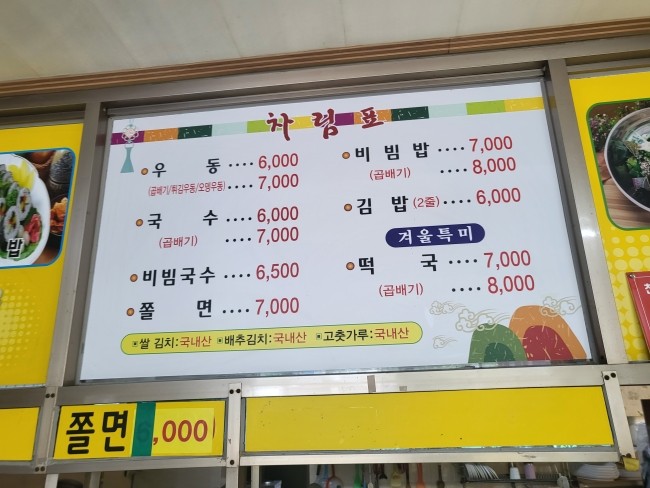 차림표
우 동 ···· 6,000
(곱배기/튀김우동/오뎅우동) ···· 7,000
국 수 ···· 6,000
(곱배기) ···· 7,000
비빔국수 ···· 6,500
쫄 면 ···· 7,000
비 빔 밥 ···· 7,000
(곱배기) ···· 8,000
김 밥 (2줄) ···· 6,000
겨울특미
떡 국 ···· 7,000
(곱배기) ···· 8,000
▪쌀 김치:국내산 ▪배추김치:국내산 ▪고춧가루:국내산
밥
쫄면 6,000